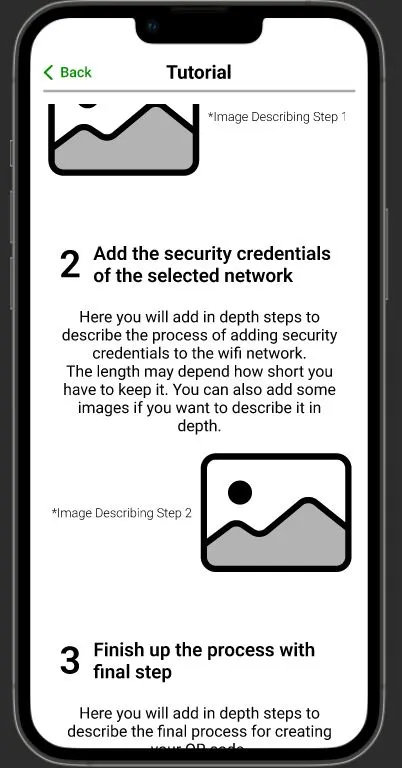 Back
Tutorial
*Image Describing Step 1
2
Add the security credentials
of the selected network
Here you will add in depth steps to
describe the process of adding security
credentials to the wifi network.
The length may depend how short you
have to keep it. You can also add some
images if you want to describe it in
depth.
*Image Describing Step 2
3
Finish up the process with
final step
Here you will add in depth steps to
describe the final process for creating
your QR code